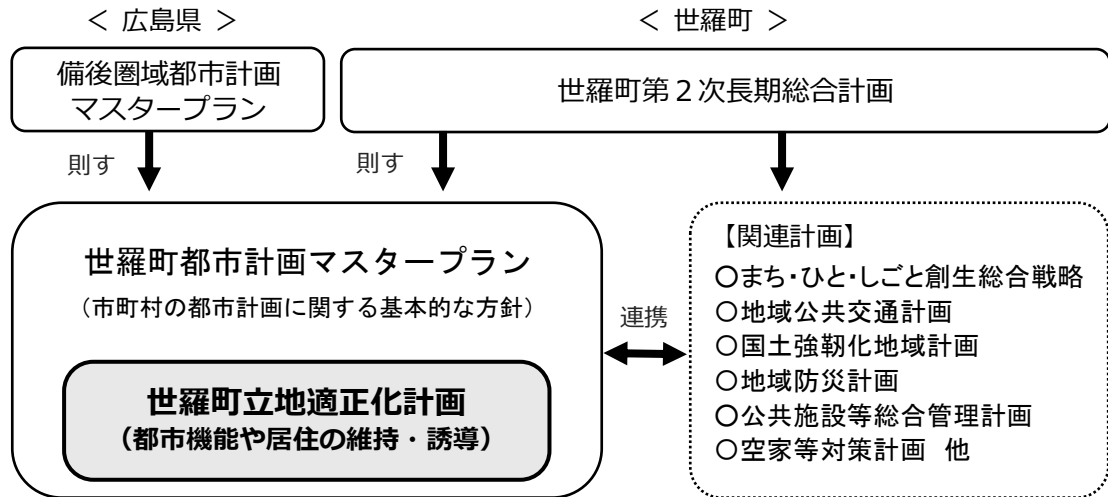 ＜ 広島県 ＞
＜ 世羅町 ＞
備後圏域都市計画
マスタープラン
世羅町第２次長期総合計画
則す
則す
世羅町都市計画マスタープラン
（市町村の都市計画に関する基本的な方針）
世羅町立地適正化計画
（都市機能や居住の維持・誘導）
連携
【関連計画】
〇まち・ひと・しごと創生総合戦略
〇地域公共交通計画
〇国土強靭化地域計画
〇地域防災計画
〇公共施設等総合管理計画
〇空家等対策計画 他